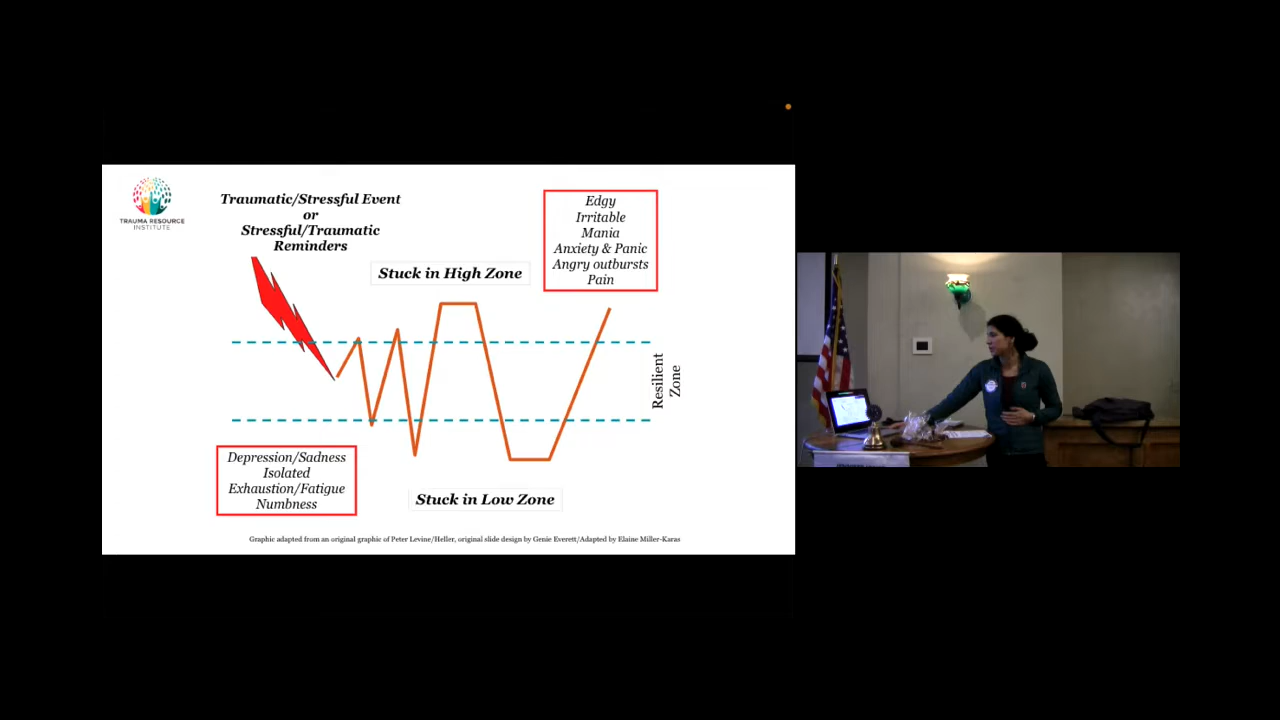 TRAUMA RESOURCE
INSTITUTE
Traumatic/Stressful Event
or
Stressful/Traumatic
Reminders
Stuck in High Zone
Edgy
Irritable
Mania
Anxiety & Panic
Angry outbursts
Pain
Resilient
Zone
Depression/Sadness
Isolated
Exhaustion/Fatigue
Numbness
Stuck in Low Zone
Graphic adapted from an original graphic of Peter Levine/Heller, original slide design by Genie Everett/Adapted by Elaine Miller-Karas